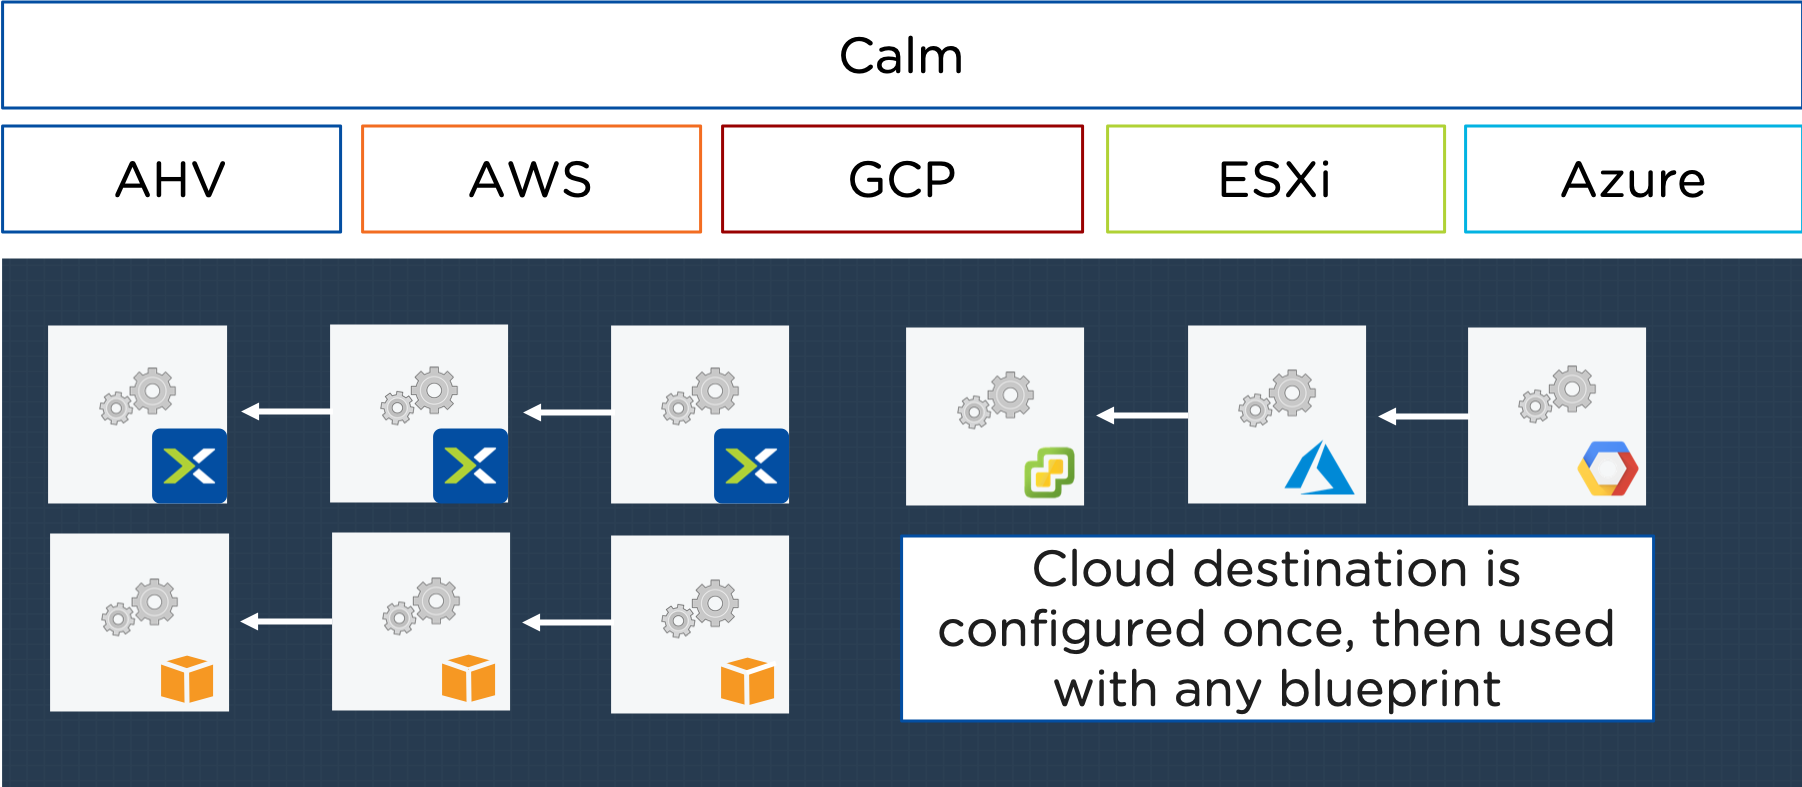 Calm
AHV
AWS
GCP
ESXi
Azure
Cloud destination is
configured once, then used
with any blueprint